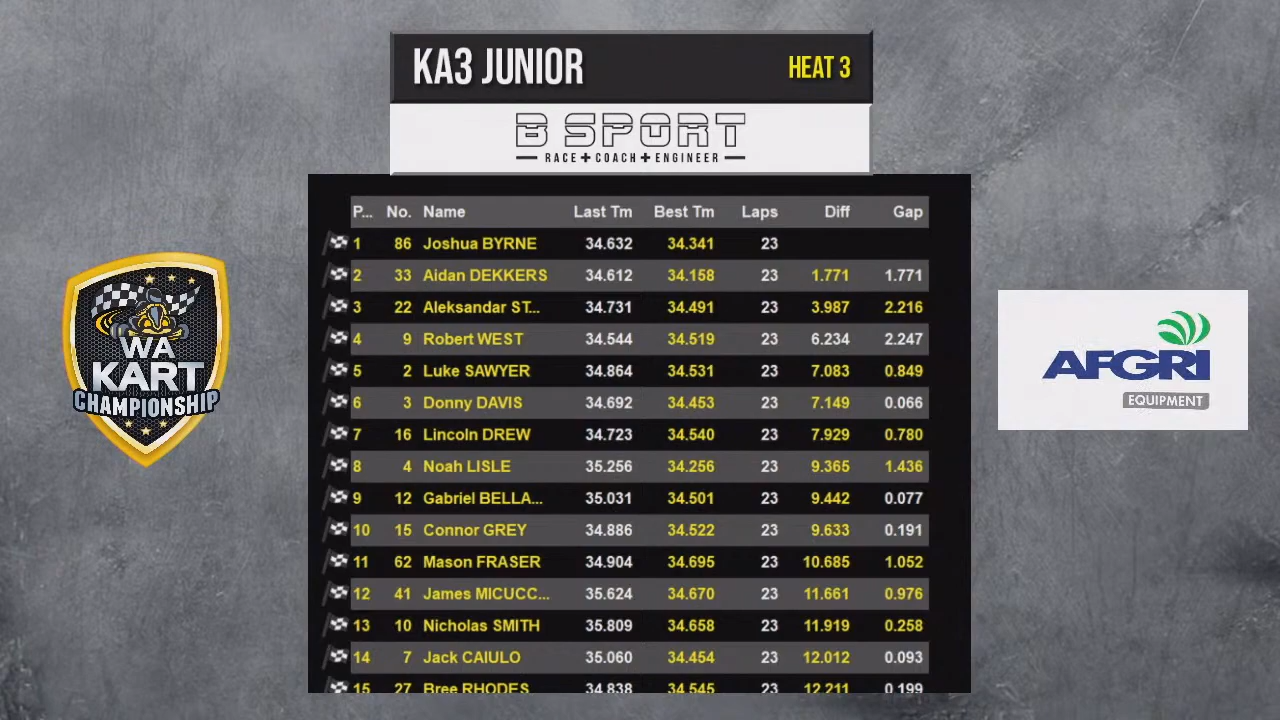 KA3 JUNIOR HEAT 3
B SPORT
RACE + COACH + ENGINEER
P... No. Name Last Tm Best Tm Laps Diff Gap
1 86 Joshua BYRNE 34.632 34.341 23
2 33 Aidan DEKKERS 34.612 34.158 23 1.771 1.771
3 22 Aleksandar ST... 34.731 34.491 23 3.987 2.216
4 9 Robert WEST 34.544 34.519 23 6.234 2.247
5 2 Luke SAWYER 34.864 34.531 23 7.083 0.849
6 3 Donny DAVIS 34.692 34.453 23 7.149 0.066
7 16 Lincoln DREW 34.723 34.540 23 7.929 0.780
8 4 Noah LISLE 35.256 34.256 23 9.365 1.436
9 12 Gabriel BELLA... 35.031 34.501 23 9.442 0.077
10 15 Connor GREY 34.886 34.522 23 9.633 0.191
11 62 Mason FRASER 34.904 34.695 23 10.685 1.052
12 41 James MICUCC... 35.624 34.670 23 11.661 0.976
13 10 Nicholas SMITH 35.809 34.658 23 11.919 0.258
14 7 Jack CAIULO 35.060 34.454 23 12.012 0.093
15 27 Bree RHODES 34.838 34.545 23 12.211 0.199
WA
KART
CHAMPIONSHIP
AFGRI
EQUIPMENT